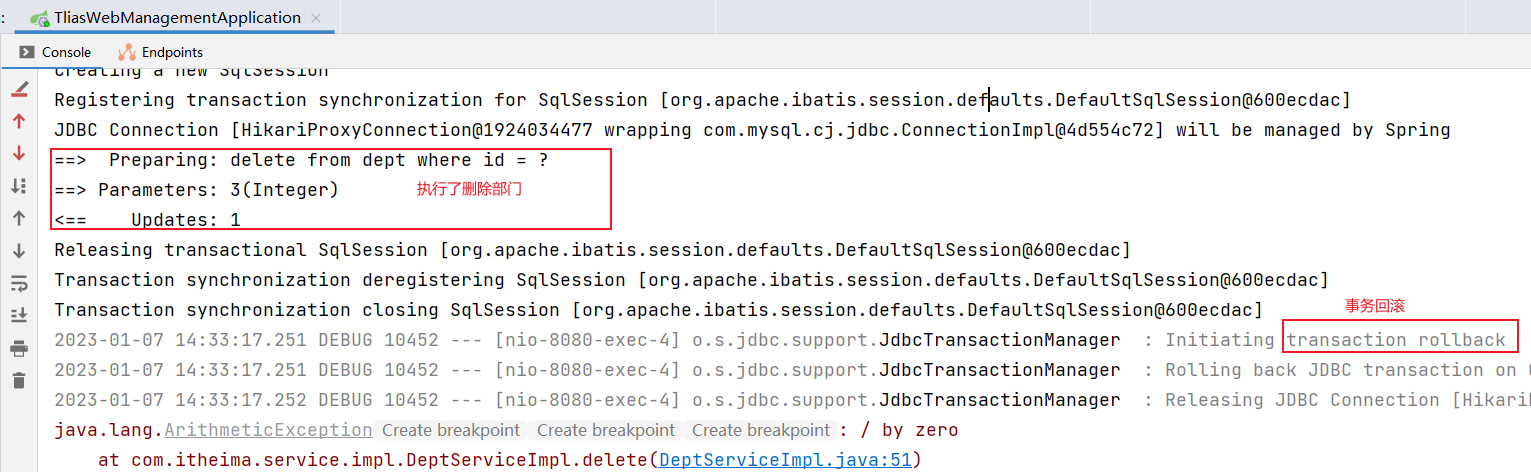 :
TliasWebManagementApplication ×
Console Endpoints
creating a new SqlSession
Registering transaction synchronization for SqlSession [org.apache.ibatis.session.defaults.DefaultSqlSession@600ecdac]
JDBC Connection [HikariProxyConnection@1924034477 wrapping com.mysql.cj.jdbc.ConnectionImpl@4d554c72] will be managed by Spring
==>  Preparing: delete from dept where id = ?
==> Parameters: 3(Integer) 执行了删除部门
<==    Updates: 1
Releasing transactional SqlSession [org.apache.ibatis.session.defaults.DefaultSqlSession@600ecdac]
Transaction synchronization deregistering SqlSession [org.apache.ibatis.session.defaults.DefaultSqlSession@600ecdac]
Transaction synchronization closing SqlSession [org.apache.ibatis.session.defaults.DefaultSqlSession@600ecdac]
事务回滚
2023-01-07 14:33:17.251 DEBUG 10452 --- [nio-8080-exec-4] o.s.jdbc.support.JdbcTransactionManager  : Initiating transaction rollback
2023-01-07 14:33:17.251 DEBUG 10452 --- [nio-8080-exec-4] o.s.jdbc.support.JdbcTransactionManager  : Rolling back JDBC transaction on
2023-01-07 14:33:17.252 DEBUG 10452 --- [nio-8080-exec-4] o.s.jdbc.support.JdbcTransactionManager  : Releasing JDBC Connection
java.lang.ArithmeticException Create breakpoint Create breakpoint Create breakpoint : / by zero
at com.itheima.service.impl.DeptServiceImpl.delete(DeptServiceImpl.java:51)